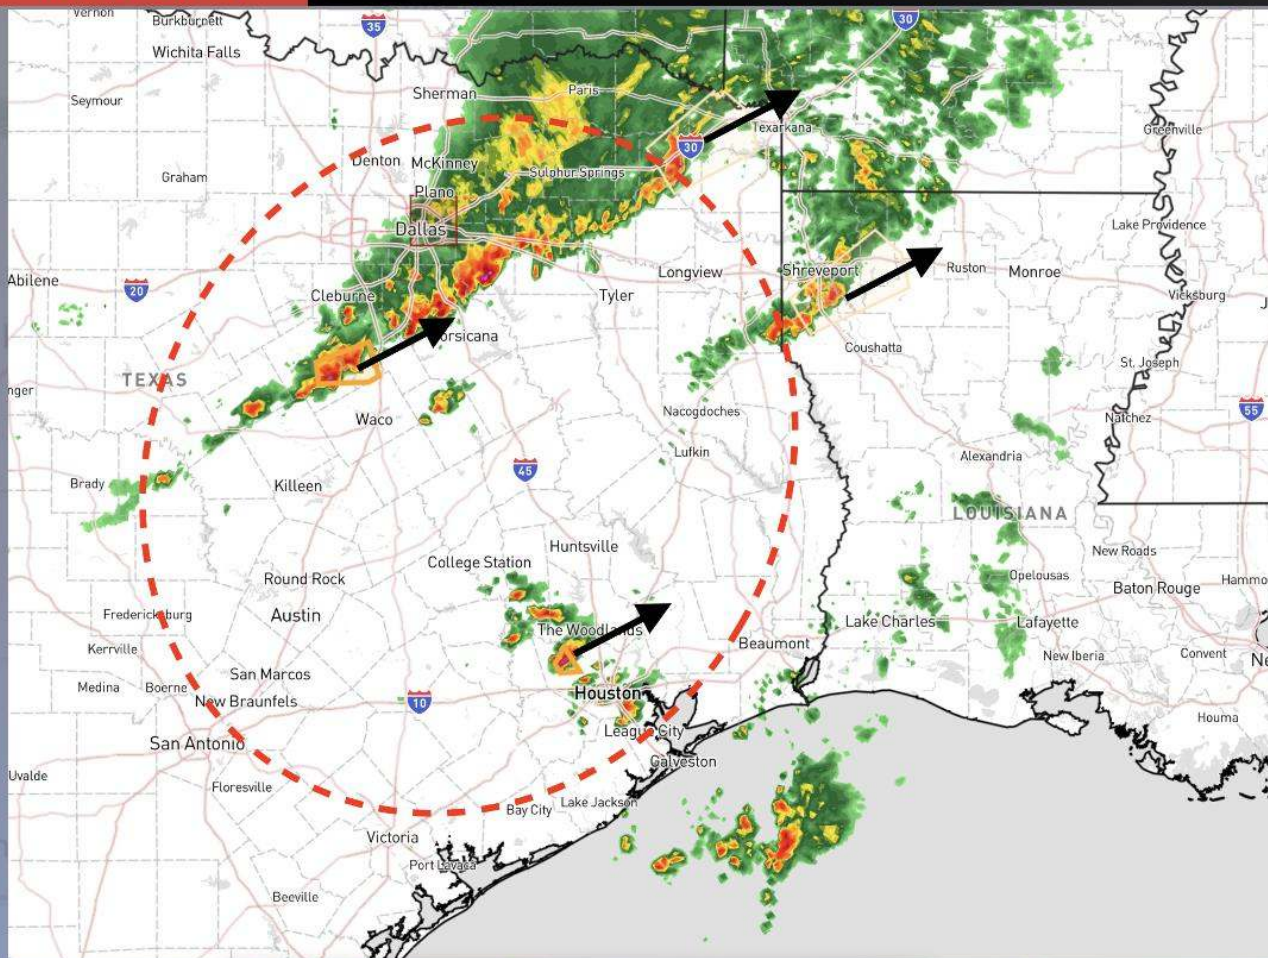 Vernon
Burkburnett
35
30
Wichita Falls
Seymour
Sherman
Paris
Texarkana
Greenville
30
Denton
McKinney
Sulphur Springs
Graham
Plano
Dallas
Lake Providence
Abilene
20
Cleburne
Longview
Shreveport
Ruston
Monroe
Tyler
Vicksburg
J
orsicana
Coushatta
St. Joseph
TEXAS
nger
Waco
Nacogdoches
Natchez
55
Lufkin
Alexandria
45
Brady
Killeen
LOUISIANA
Huntsville
New Roads
College Station
Round Rock
Opelousas
Baton Rouge
Hammo
Fredericksburg
Austin
The Woodlands
Lake Charles
Lafayette
Kerrville
Beaumont
New Iberia
Convent
Ne
San Marcos
Medina
Boerne
New Braunfels
10
Houston
Houma
League City
San Antonio
Galveston
Uvalde
Floresville
Bay City
Lake Jackson
Victoria
Port Lavaca
Beeville